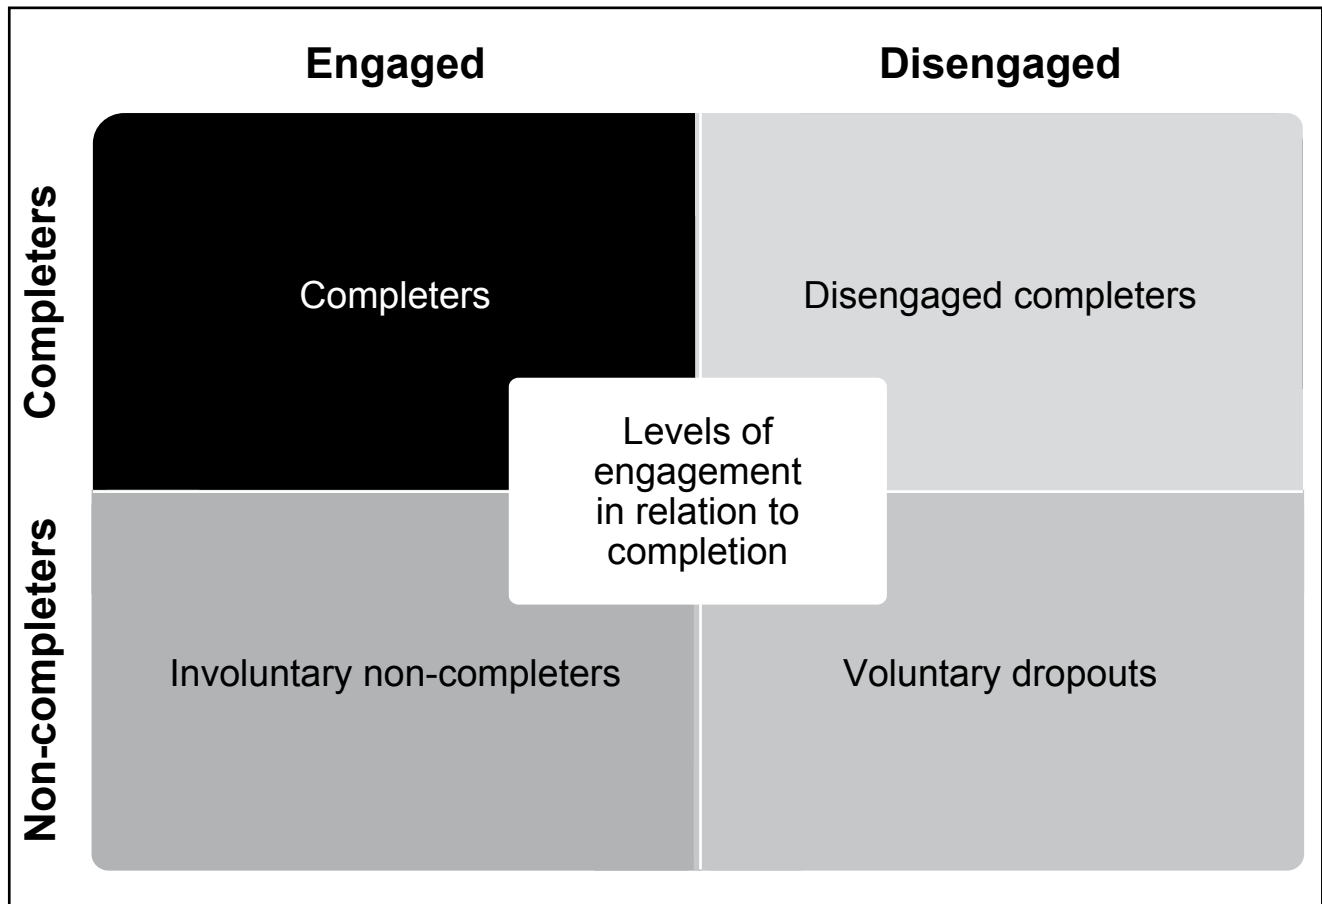 Engaged
Disengaged
Completers
Completers
Disengaged completers
Levels of
engagement
in relation to
completion
Non-completers
Involuntary non-completers
Voluntary dropouts